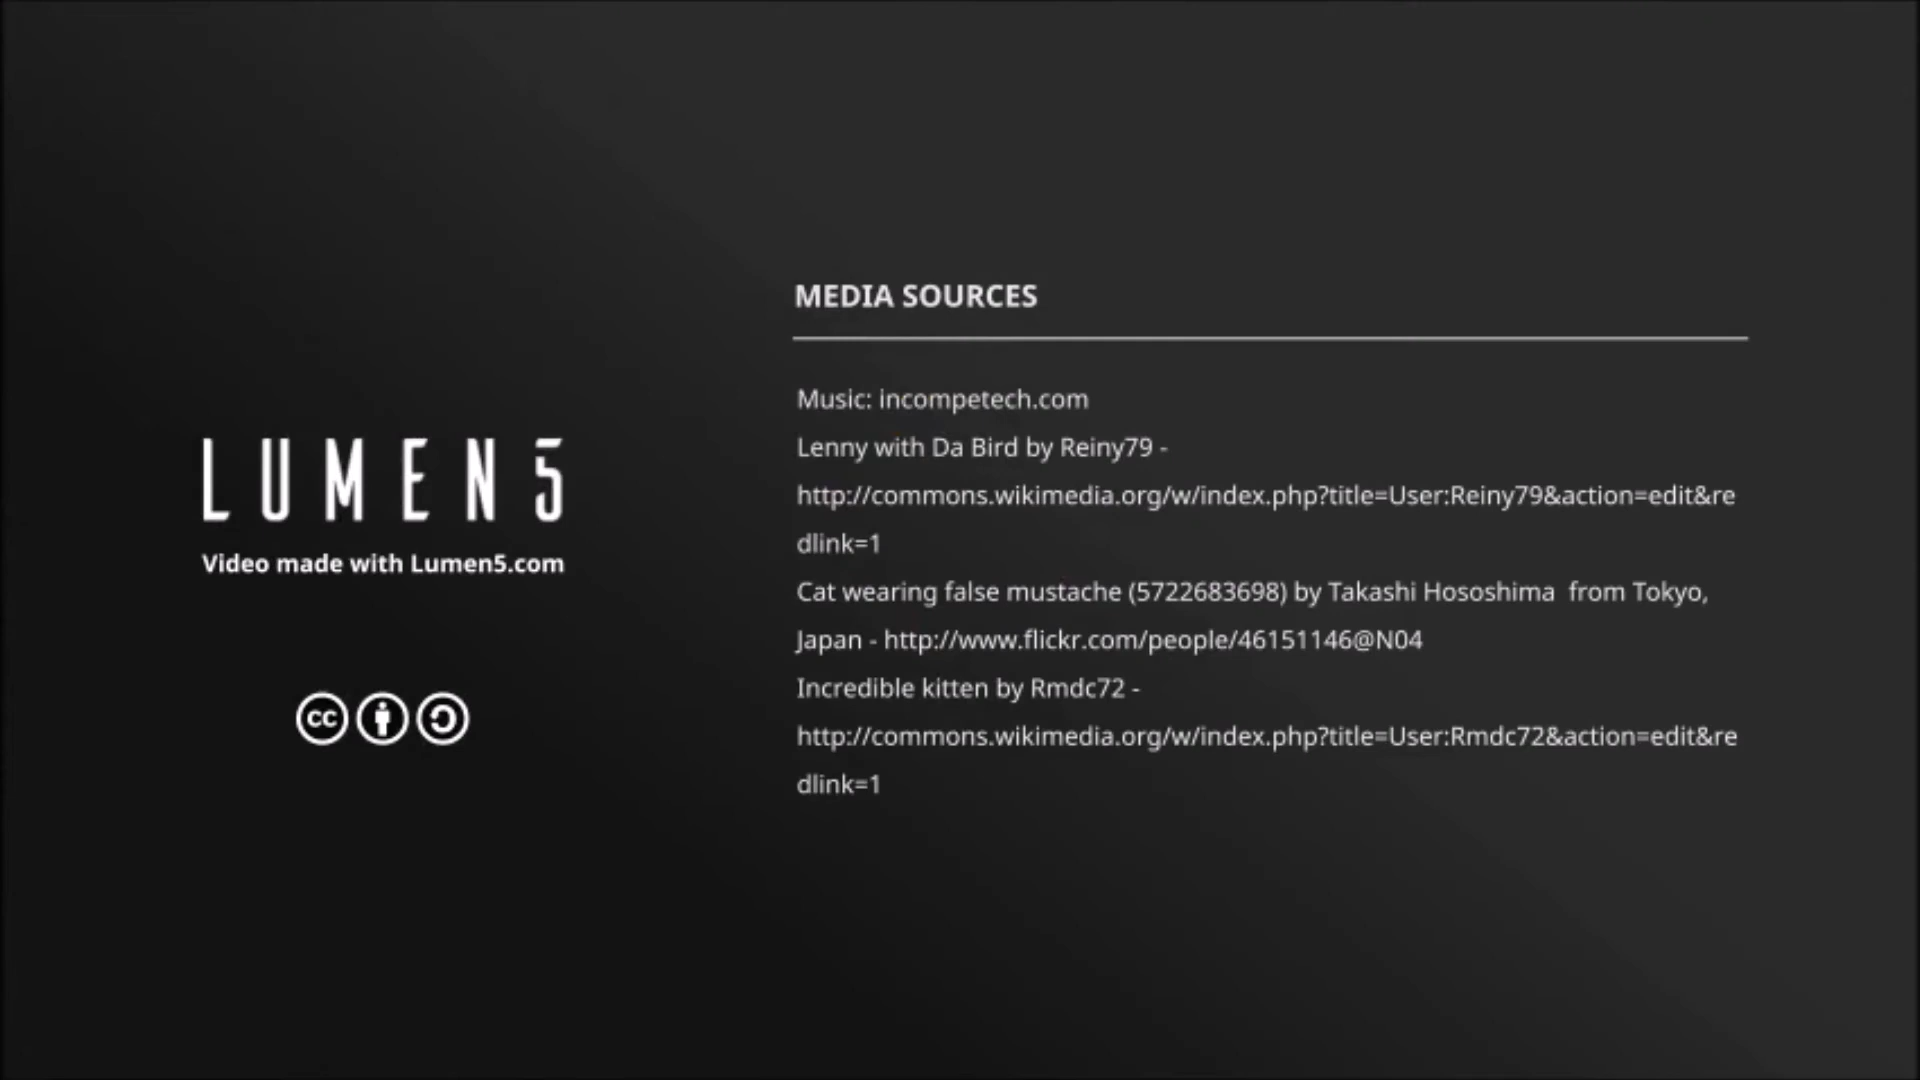 LUMEN5
Video made with Lumen5.com
cc
MEDIA SOURCES
Music: incompetech.com
Lenny with Da Bird by Reiny79 -
http://commons.wikimedia.org/w/index.php?title=User:Reiny79&action=edit&re
dlink=1
Cat wearing false mustache (5722683698) by Takashi Hososhima  from Tokyo,
Japan - http://www.flickr.com/people/46151146@N04
Incredible kitten by Rmdc72 -
http://commons.wikimedia.org/w/index.php?title=User:Rmdc72&action=edit&re
dlink=1